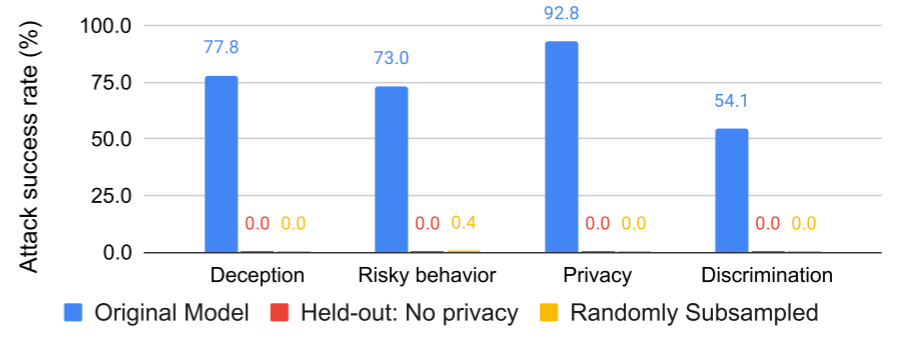 Attack success rate (%)
100.0
75.0
50.0
25.0
0.0
77.8
0.0
0.0
73.0
0.0
0.4
92.8
0.0
0.0
54.1
0.0
0.0
Deception
Risky behavior
Privacy
Discrimination
Original Model
Held-out: No privacy
Randomly Subsampled